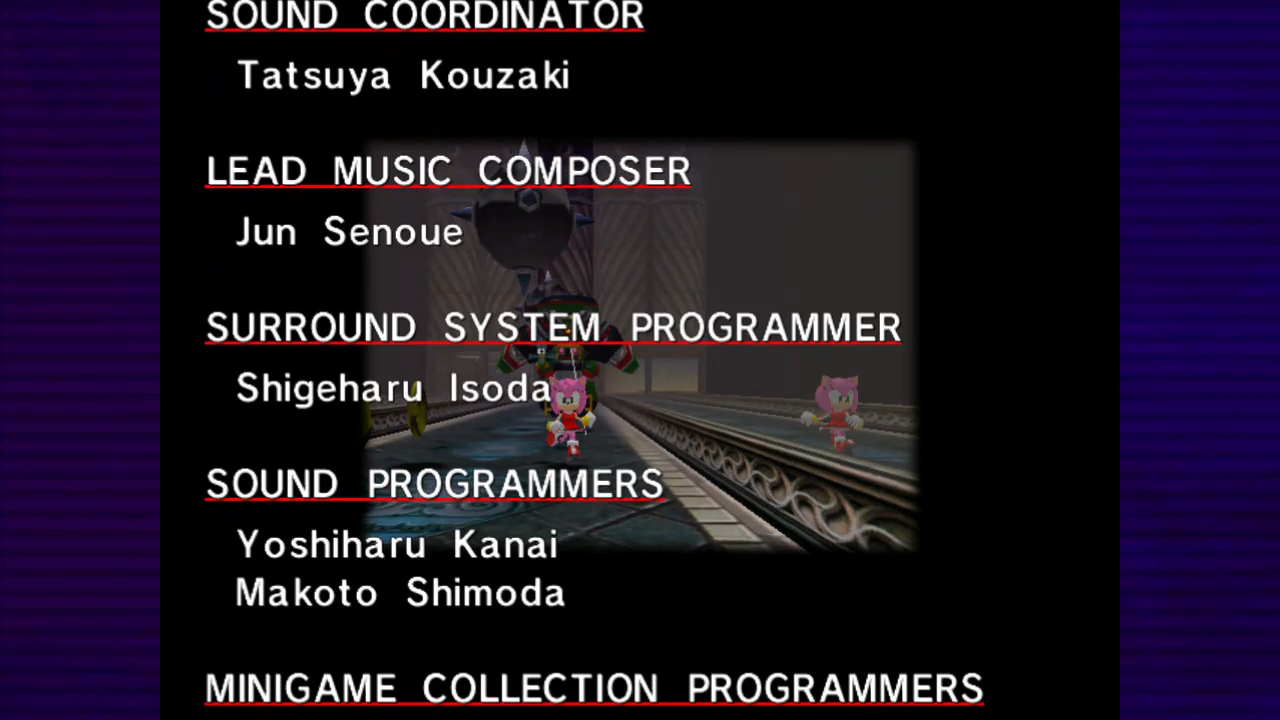 SOUND COORDINATOR
Tatsuya Kouzaki
LEAD MUSIC COMPOSER
Jun Senoue
SURROUND SYSTEM PROGRAMMER
Shigeharu Isoda
SOUND PROGRAMMERS
Yoshiharu Kanai
Makoto Shimoda
MINIGAME COLLECTION PROGRAMMERS